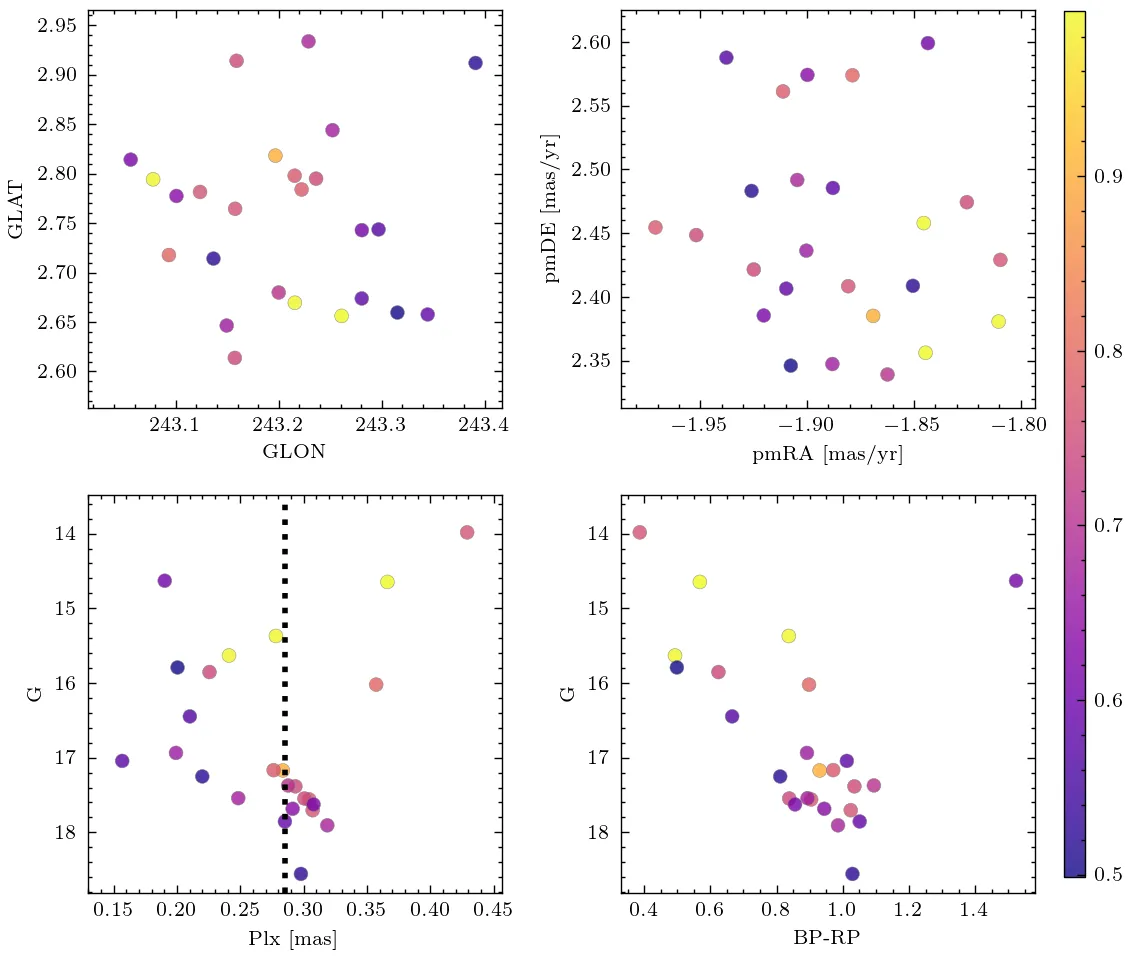 2.95
2.90
2.85
2.80
2.75
2.70
2.65
2.60
GLAT
243.1 243.2 243.3 243.4
GLON
2.60
2.55
2.50
2.45
2.40
2.35
pmDE [mas/yr]
−1.95 −1.90 −1.85 −1.80
pmRA [mas/yr]
14
15
16
17
18
G
0.15 0.20 0.25 0.30 0.35 0.40 0.45
Plx [mas]
14
15
16
17
18
G
0.4 0.6 0.8 1.0 1.2 1.4
BP-RP
0.9
0.8
0.7
0.6
0.5